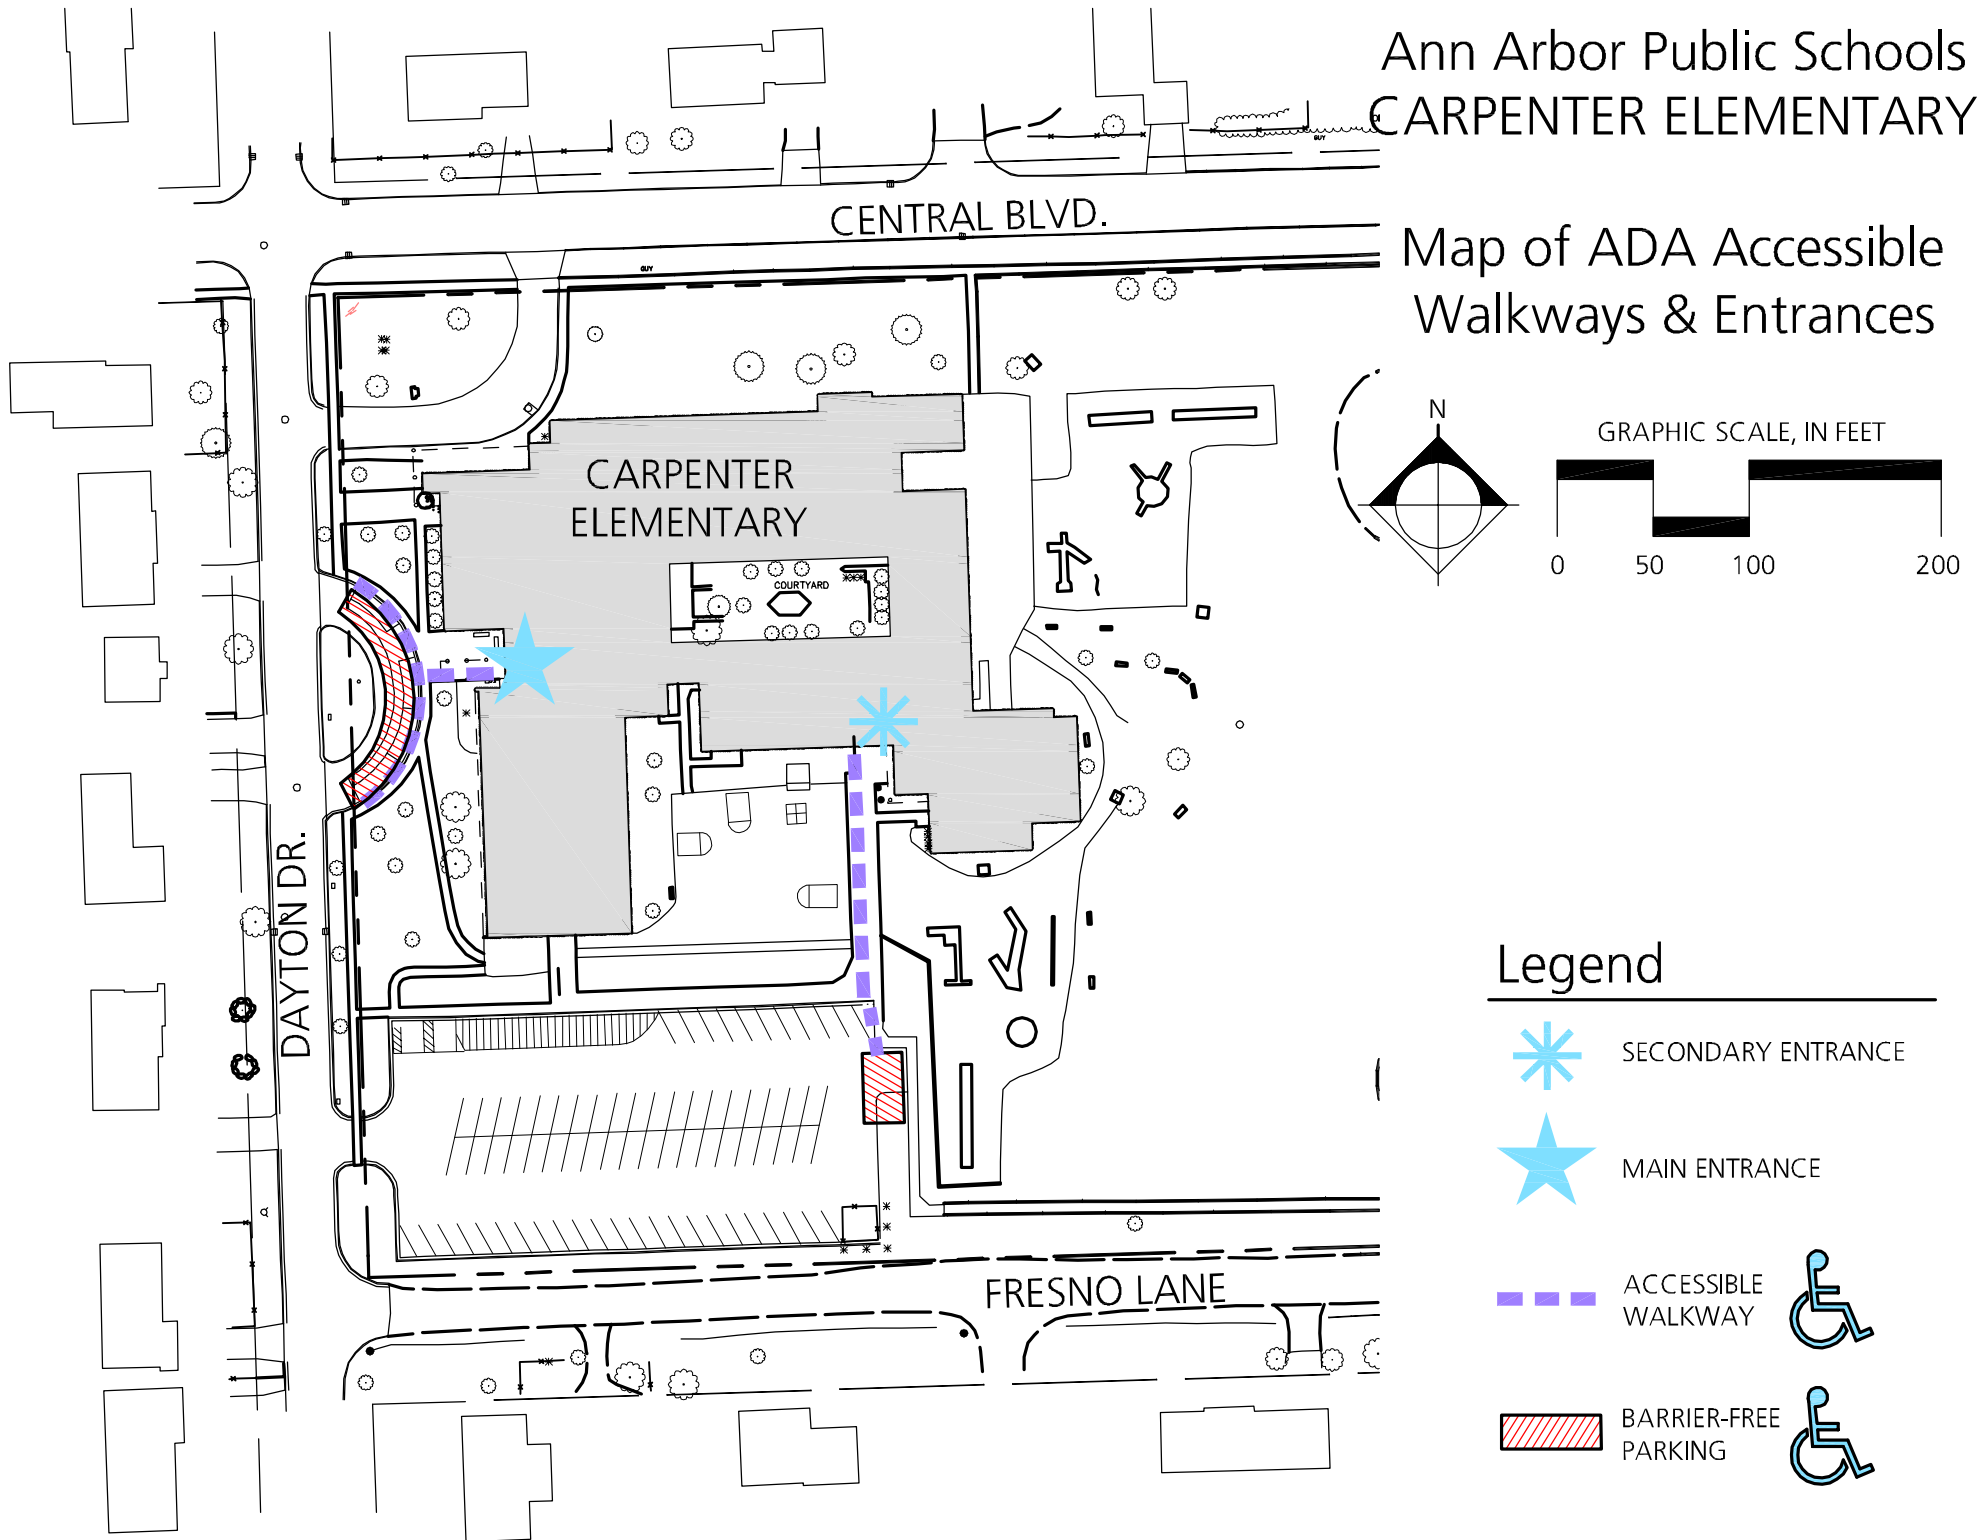 Ann Arbor Public Schools
CARPENTER ELEMENTARY
Map of ADA Accessible
Walkways & Entrances
N
GRAPHIC SCALE, IN FEET
0 50 100 200
CENTRAL BLVD.
GUY
GUY
CARPENTER
ELEMENTARY
COURTYARD
DAYTON DR.
FRESNO LANE
Legend
SECONDARY ENTRANCE
MAIN ENTRANCE
ACCESSIBLE
WALKWAY
BARRIER-FREE
PARKING